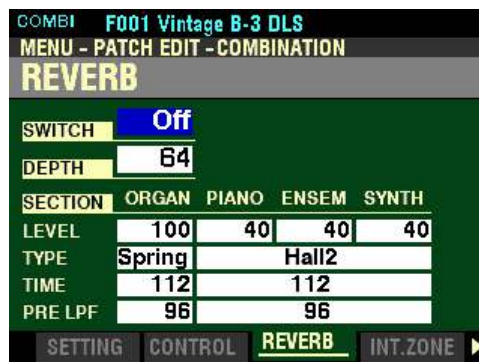 COMBI F001 Vintage B-3 DLS
MENU - PATCH EDIT - COMBINATION
REVERB
SWITCH Off
DEPTH 64
SECTION ORGAN PIANO ENSEM SYNTH
LEVEL 100 40 40 40
TYPE Spring Hall2
TIME 112 112
PRE LPF 96 96
SETTING CONTROL REVERB INT.ZONE